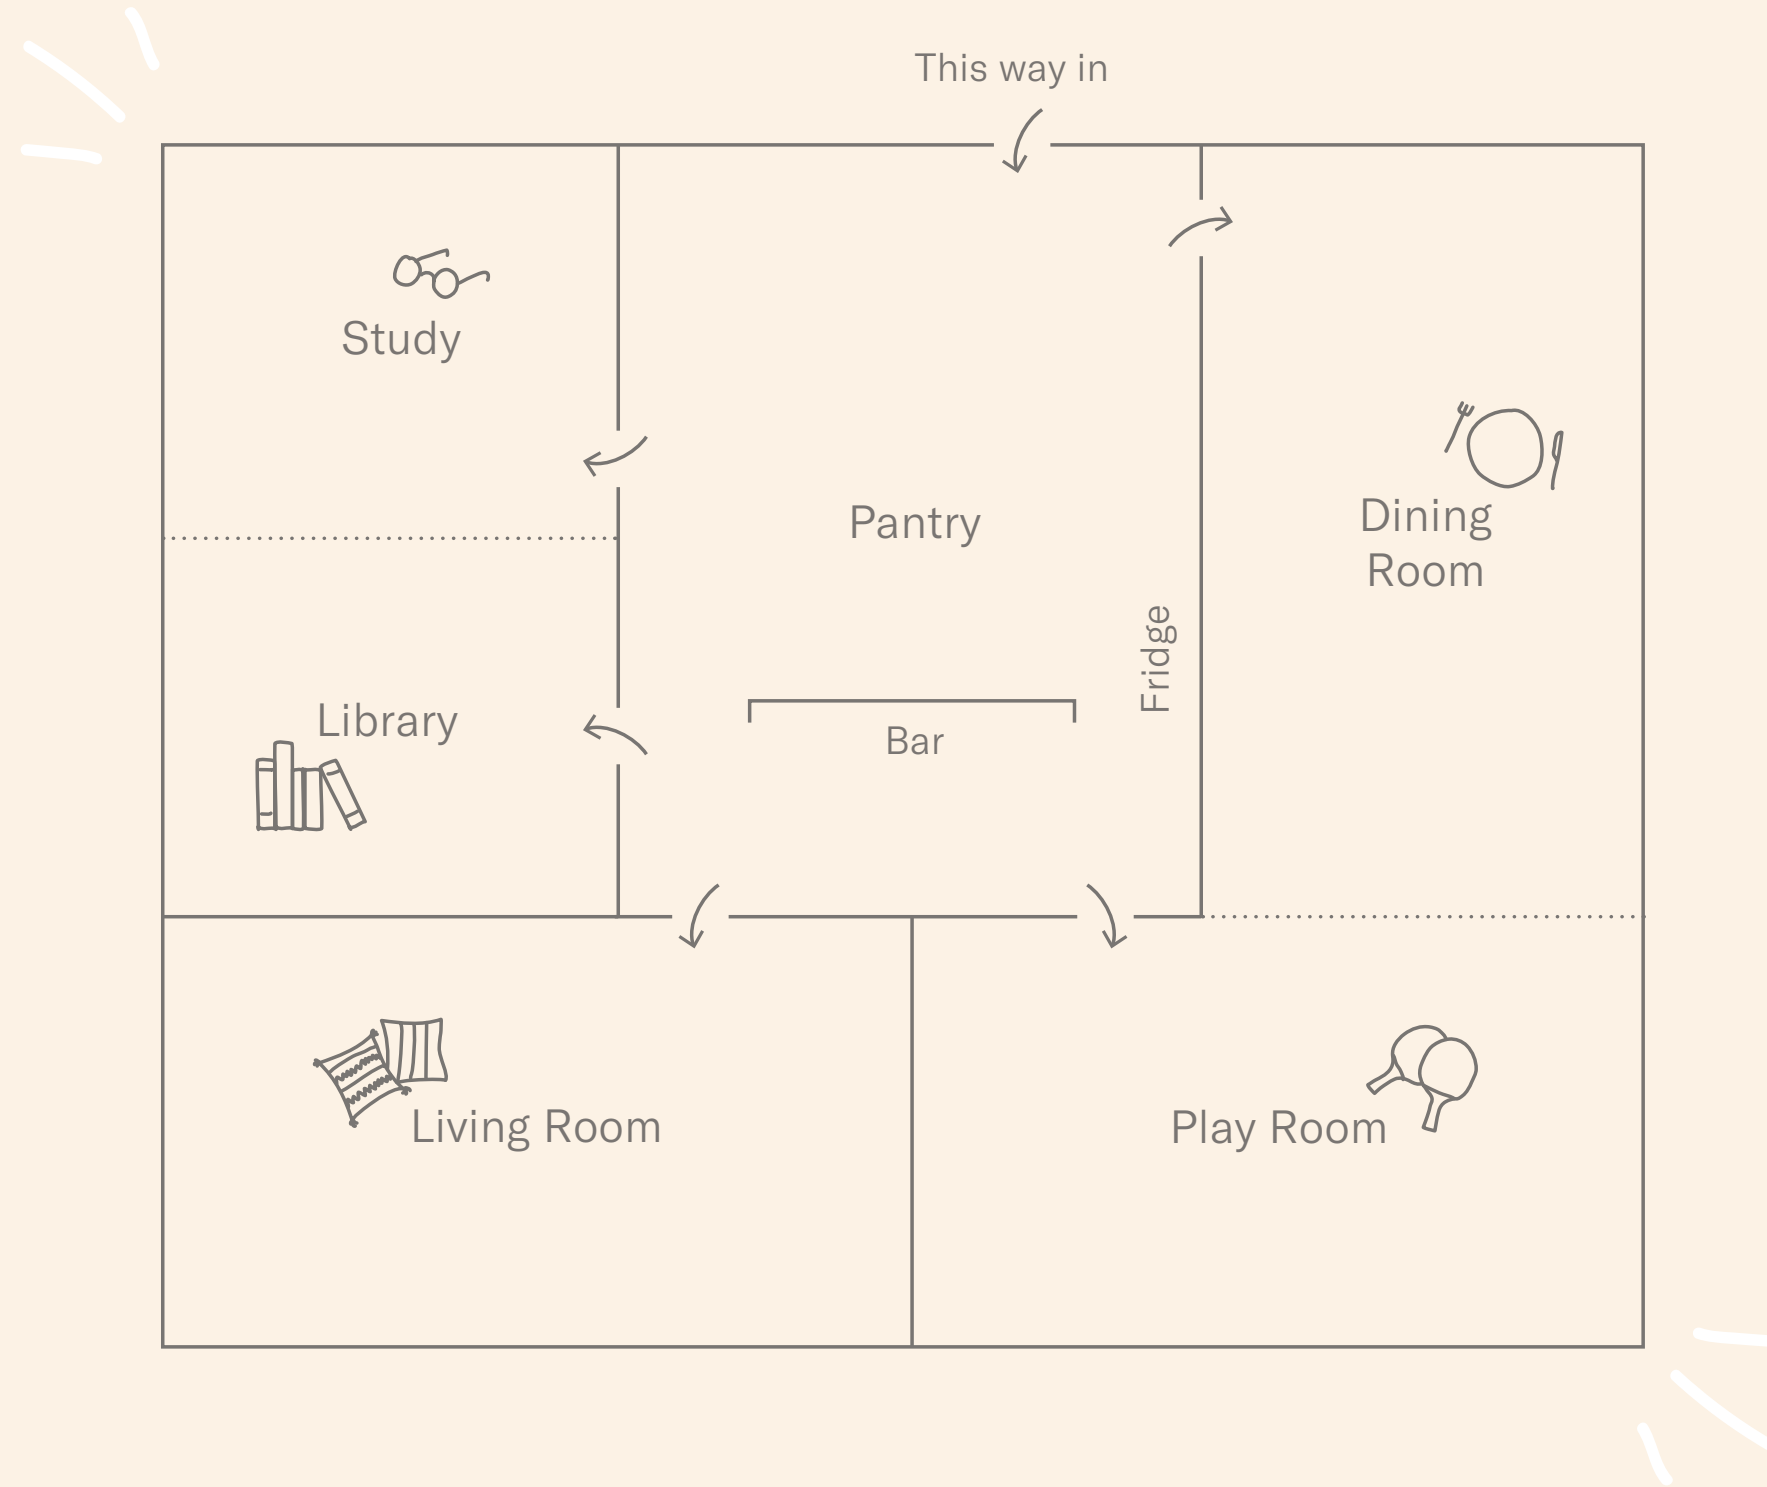 This way in
Study
Pantry
Dining
Room
Fridge
Library
Bar
Living Room
Play Room